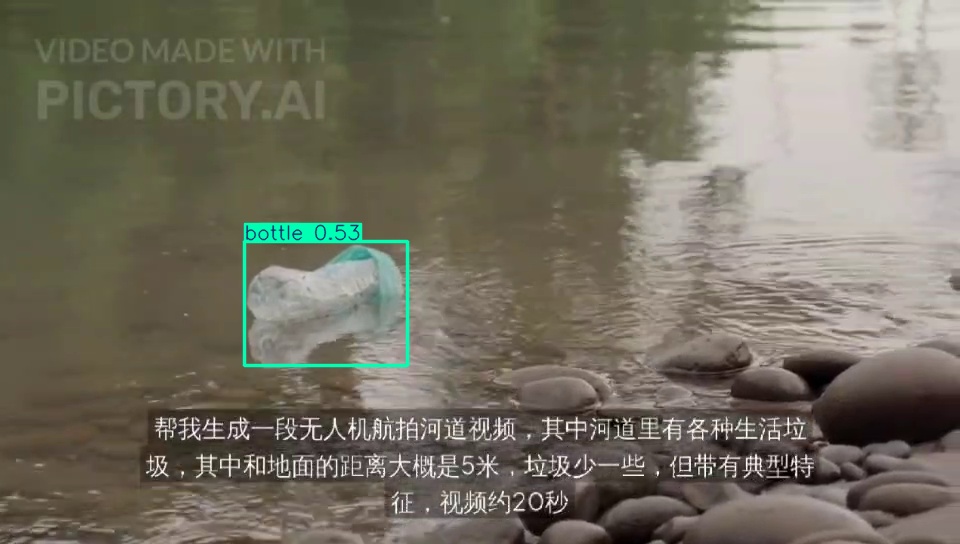 VIDEO MADE WITH
PICTORY.AI
bottle 0.53
帮我生成一段无人机航拍河道视频，其中河道里有各种生活垃
圾，其中和地面的距离大概是5米，垃圾少一些，但带有典型特
征，视频约20秒